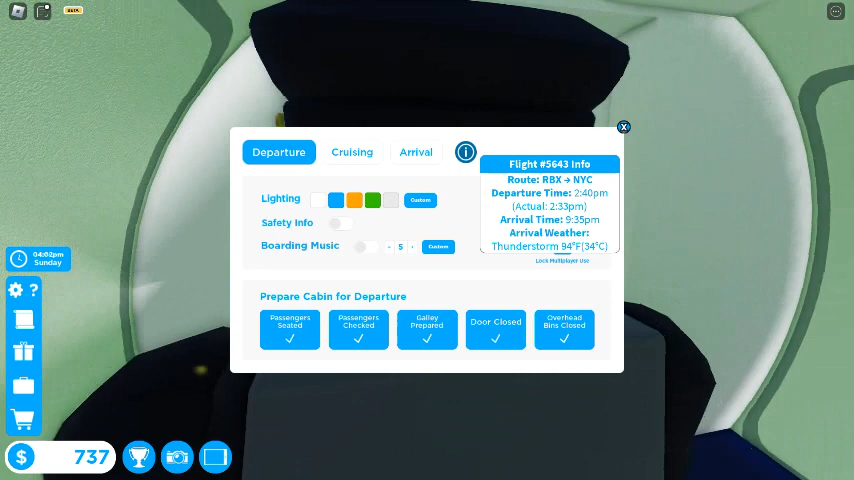 BETA
Departure
Cruising
Arrival
i
X
Flight #5643 Info
Route: RBX → NYC
Departure Time: 2:40pm
(Actual: 2:33pm)
Arrival Time: 9:35pm
Arrival Weather:
Thunderstorm 94°F(34°C)
Lighting
Custom
Safety Info
Boarding Music
- 5 ·
Custom
Lock Multiplayer Use
04:02pm
Sunday
?
Prepare Cabin for Departure
Passengers
Seated
Passengers
Checked
Galley
Prepared
Door Closed
Overhead
Bins Closed
$ 737